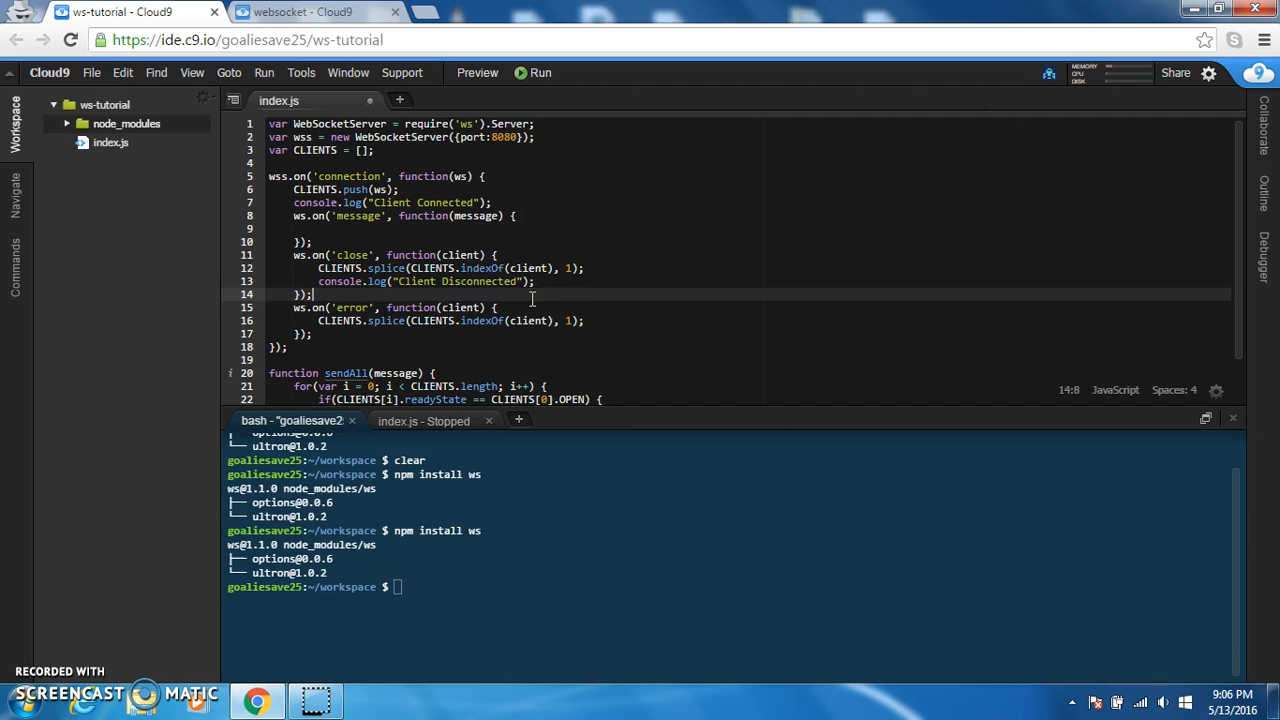 ws-tutorial - Cloud9
websocket - Cloud9
https://ide.c9.io/goaliesave25/ws-tutorial
Cloud9 File Edit Find View Goto Run Tools Window Support Preview Run
MEMORY
CPU
DISK
Share
Workspace
Navigate
Commands
ws-tutorial
node_modules
index.js
index.js
1 var WebSocketServer = require('ws').Server;
2 var wss = new WebSocketServer({port:8080});
3 var CLIENTS = [];
4
5 wss.on('connection', function(ws) {
6 CLIENTS.push(ws);
7 console.log("Client Connected");
8 ws.on('message', function(message) {
9
10 });
11 ws.on('close', function(client) {
12 CLIENTS.splice(CLIENTS.indexOf(client), 1);
13 console.log("Client Disconnected");
14 });
15 ws.on('error', function(client) {
16 CLIENTS.splice(CLIENTS.indexOf(client), 1);
17 });
18 });
19
i 20 function sendAll(message) {
21 for(var i = 0; i < CLIENTS.length; i++) {
22 if(CLIENTS[i].readyState == CLIENTS[0].OPEN) {
14:8 JavaScript Spaces: 4
Collaborate
Outline
Debugger
bash - "goaliesave2
index.js - Stopped
├── options@0.0.6
└── ultron@1.0.2
goaliesave25:~/workspace $ clear
goaliesave25:~/workspace $ npm install ws
ws@1.1.0 node_modules/ws
├── options@0.0.6
└── ultron@1.0.2
goaliesave25:~/workspace $ npm install ws
ws@1.1.0 node_modules/ws
├── options@0.0.6
└── ultron@1.0.2
goaliesave25:~/workspace $
RECORDED WITH
SCREENCAST MATIC
9:06 PM
5/13/2016